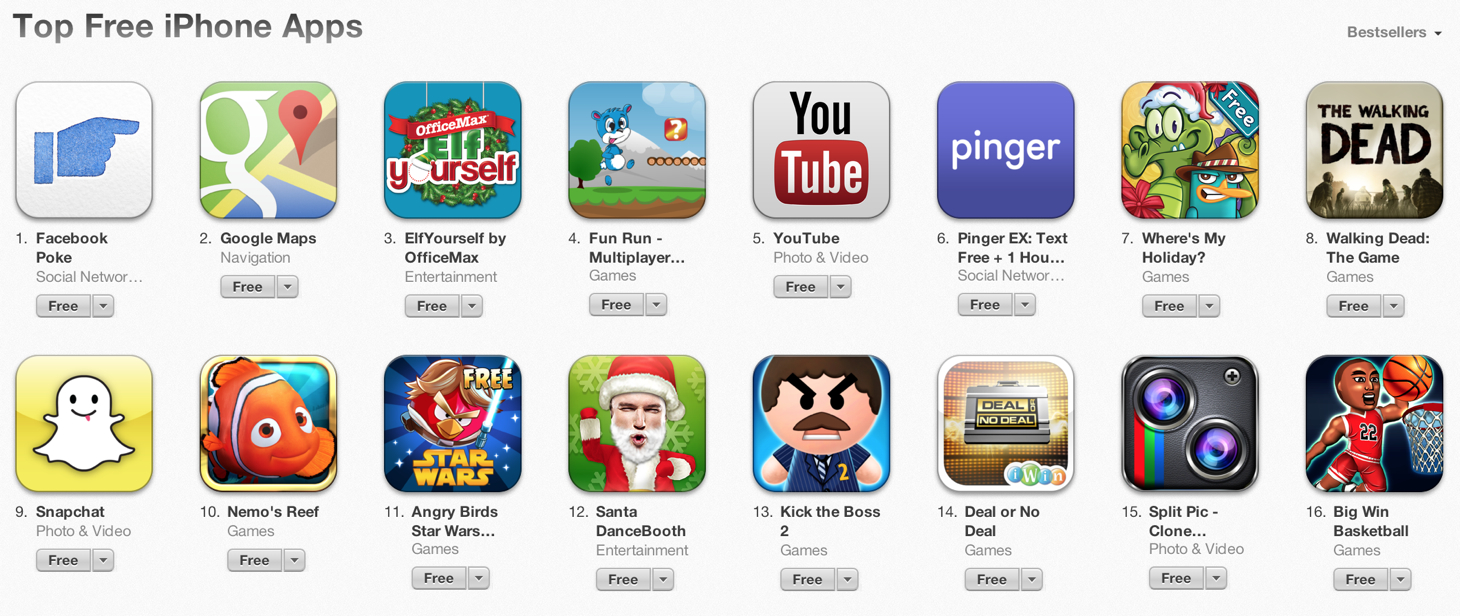 Top Free iPhone Apps
Bestsellers
OfficeMax
Elf
yourself
?
You
Tube
pinger
Free
THE WALKING
DEAD
1. Facebook
Poke
Social Networ…
Free
2. Google Maps
Navigation
Free
3. ElfYourself by
OfficeMax
Entertainment
Free
4. Fun Run -
Multiplayer…
Games
Free
5. YouTube
Photo & Video
Free
6. Pinger EX: Text
Free + 1 Hou…
Social Networ…
Free
7. Where's My
Holiday?
Games
Free
8. Walking Dead:
The Game
Games
Free
FREE
STAR
WARS
2
DEAL
OR
NO DEAL
iWin
22
9. Snapchat
Photo & Video
Free
10. Nemo's Reef
Games
Free
11. Angry Birds
Star Wars…
Games
Free
12. Santa
DanceBooth
Entertainment
Free
13. Kick the Boss
2
Games
Free
14. Deal or No
Deal
Games
Free
15. Split Pic -
Clone…
Photo & Video
Free
16. Big Win
Basketball
Games
Free